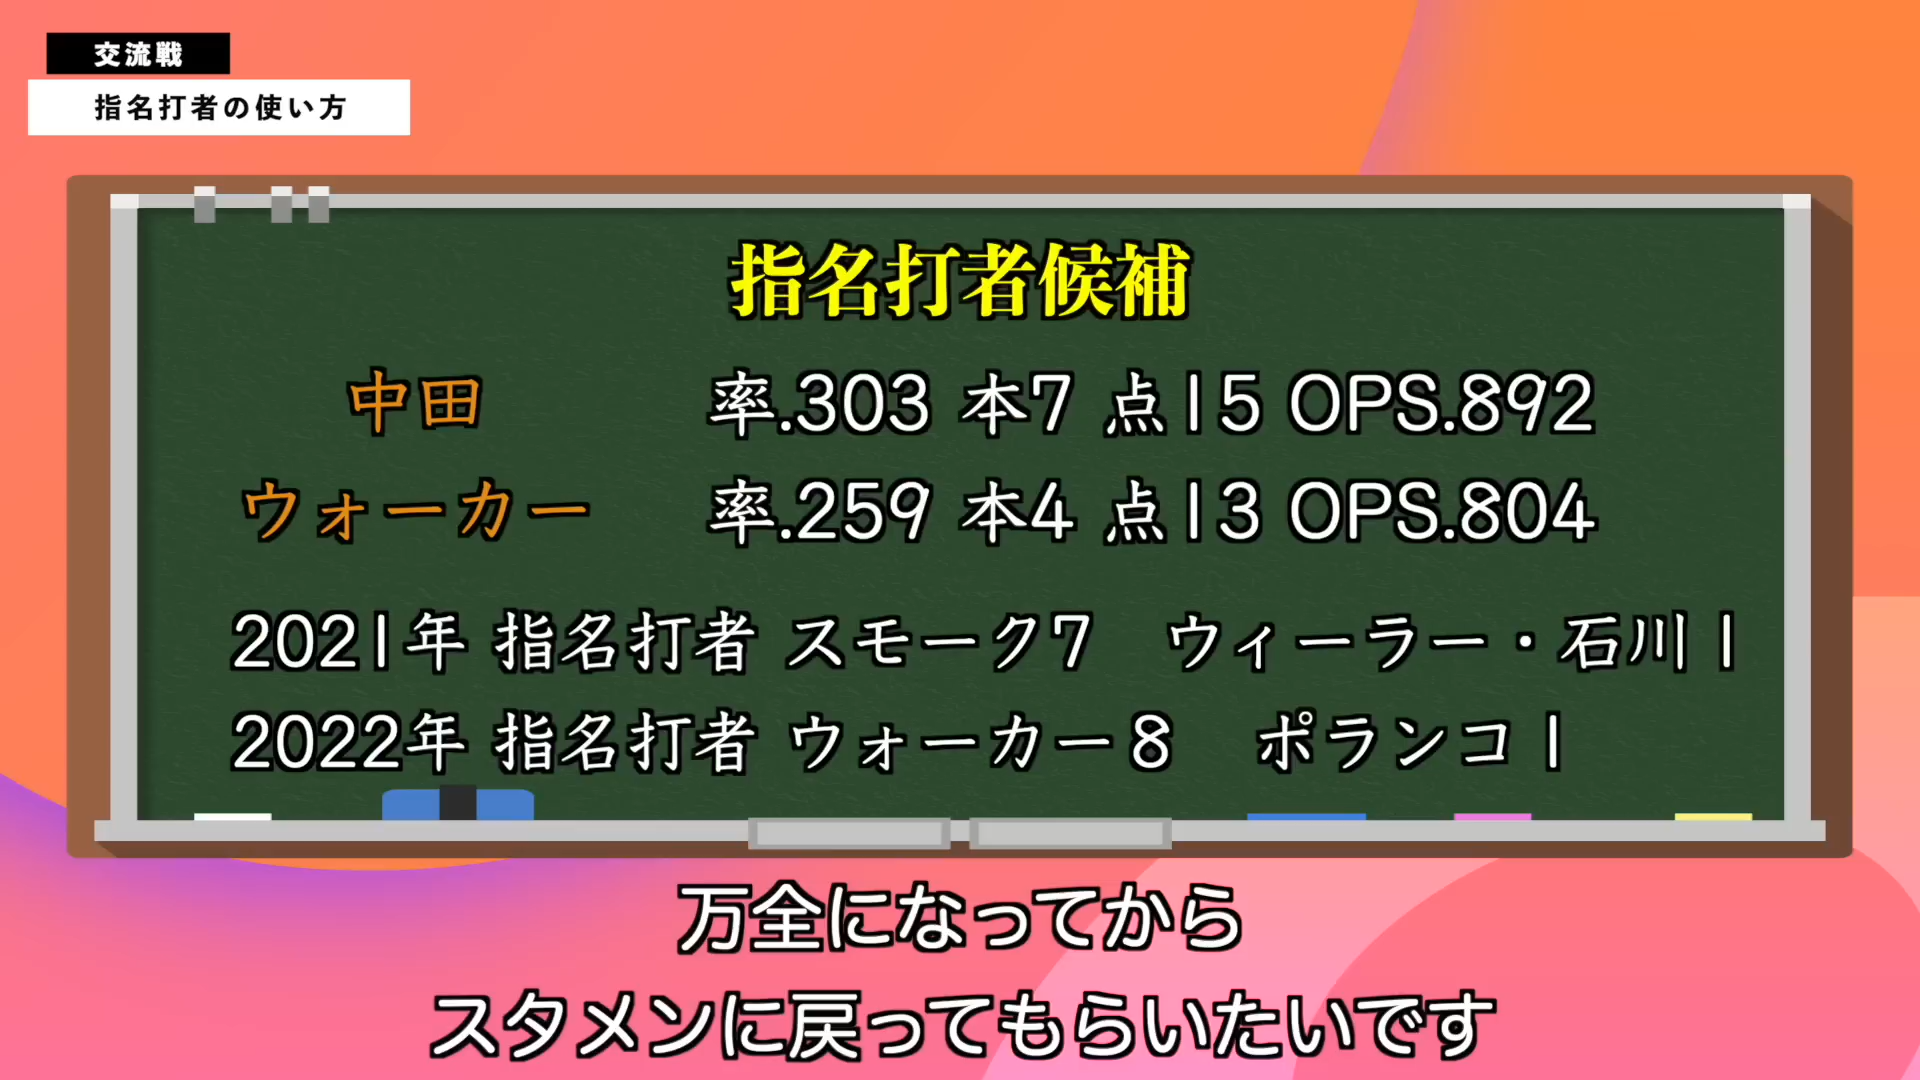 交流戦
指名打者の使い方
指名打者候補
中田 率.303 本7 点15 OPS.892
ウォーカー 率.259 本4 点13 OPS.804
2021年 指名打者 スモーク7 ウィーラー・石川1
2022年 指名打者 ウォーカー8 ポランコ1
万全になってから
スタメンに戻ってもらいたいです